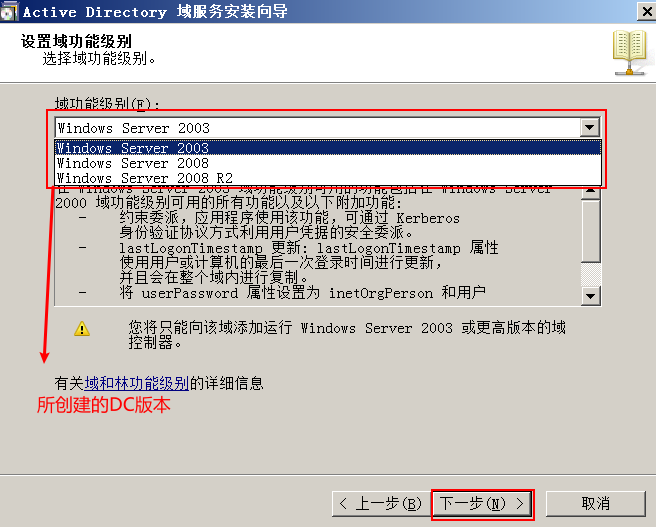 Active Directory 域服务安装向导
设置域功能级别
选择域功能级别。
域功能级别(F):
Windows Server 2003
Windows Server 2003
Windows Server 2008
Windows Server 2008 R2
在 Windows Server 2003 域功能级别可用的功能包括在 Windows Server
2000 域功能级别可用的所有功能以及以下附加功能:
- 约束委派，应用程序使用该功能，可通过 Kerberos
身份验证协议方式利用用户凭据的安全委派。
- lastLogonTimestamp 更新: lastLogonTimestamp 属性
使用用户或计算机的最后一次登录时间进行更新，
并且会在整个域内进行复制。
- 将 userPassword 属性设置为 inetOrgPerson 和用户
您将只能向该域添加运行 Windows Server 2003 或更高版本的域
控制器。
有关域和林功能级别的详细信息
所创建的DC版本
< 上一步(B) 下一步(N) > 取消